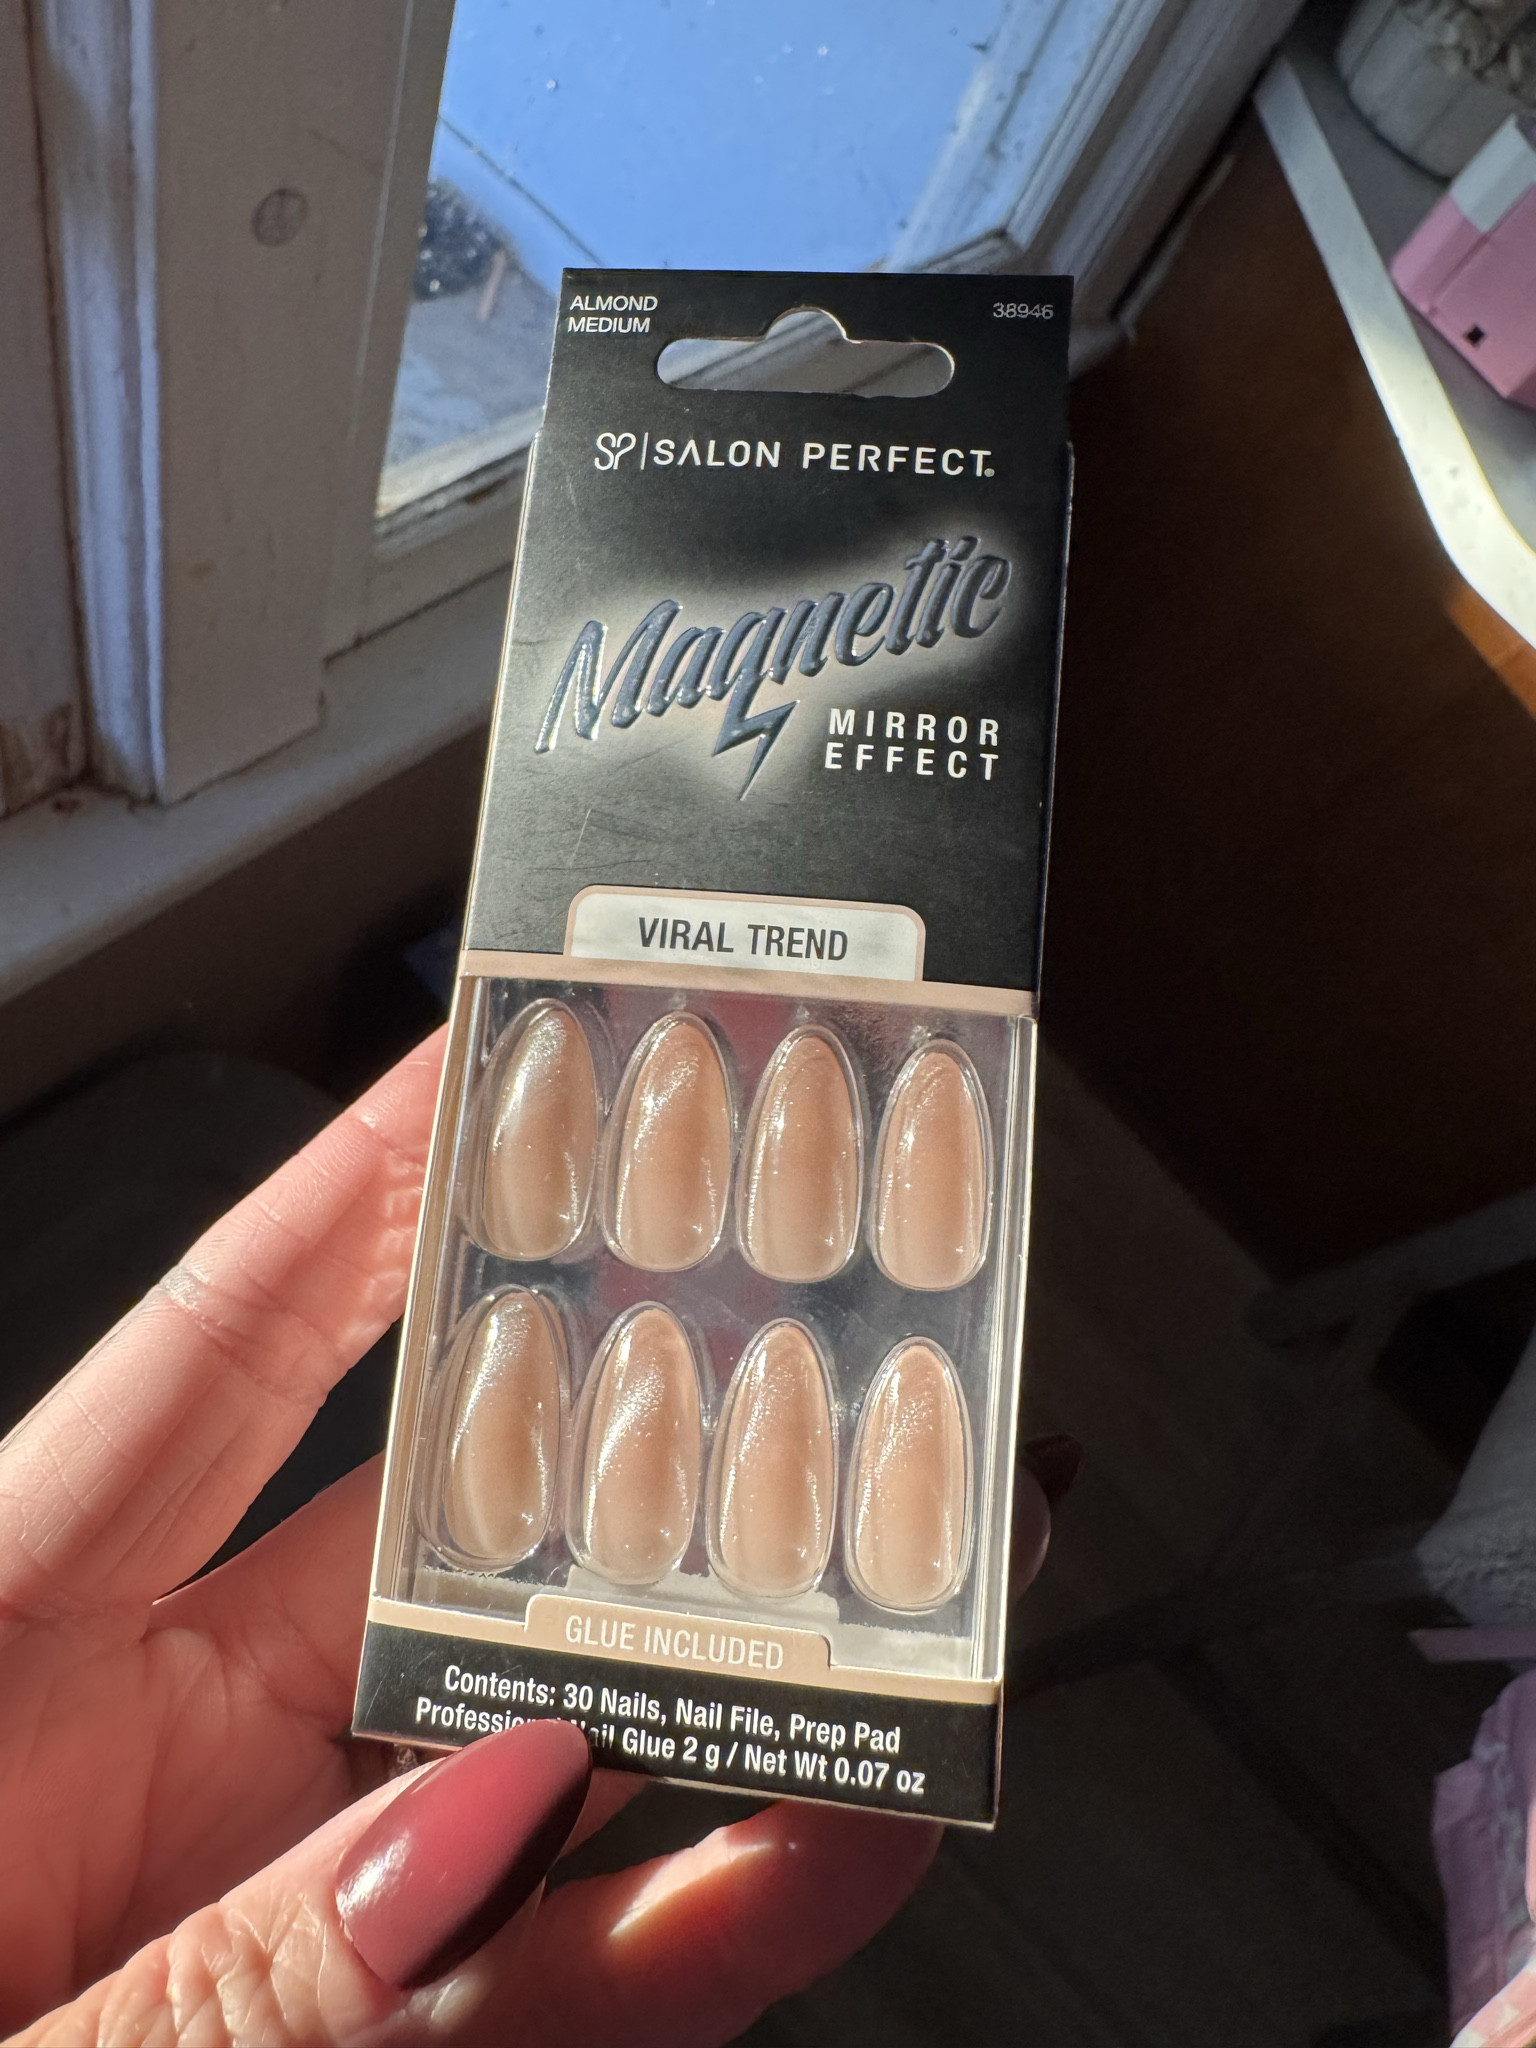 ALMOND
MEDIUM
38946
SP | SALON PERFECT®
Magnetic
MIRROR
EFFECT
VIRAL TREND
GLUE INCLUDED
Contents: 30 Nails, Nail File, Prep Pad
Nail Glue 2 g / Net Wt 0.07 oz